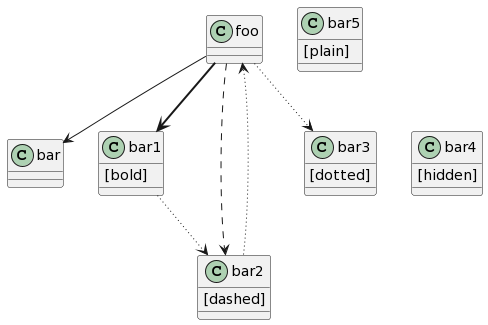 C foo
C bar5
[plain]
C bar
C bar1
[bold]
C bar3
[dotted]
C bar4
[hidden]
C bar2
[dashed]